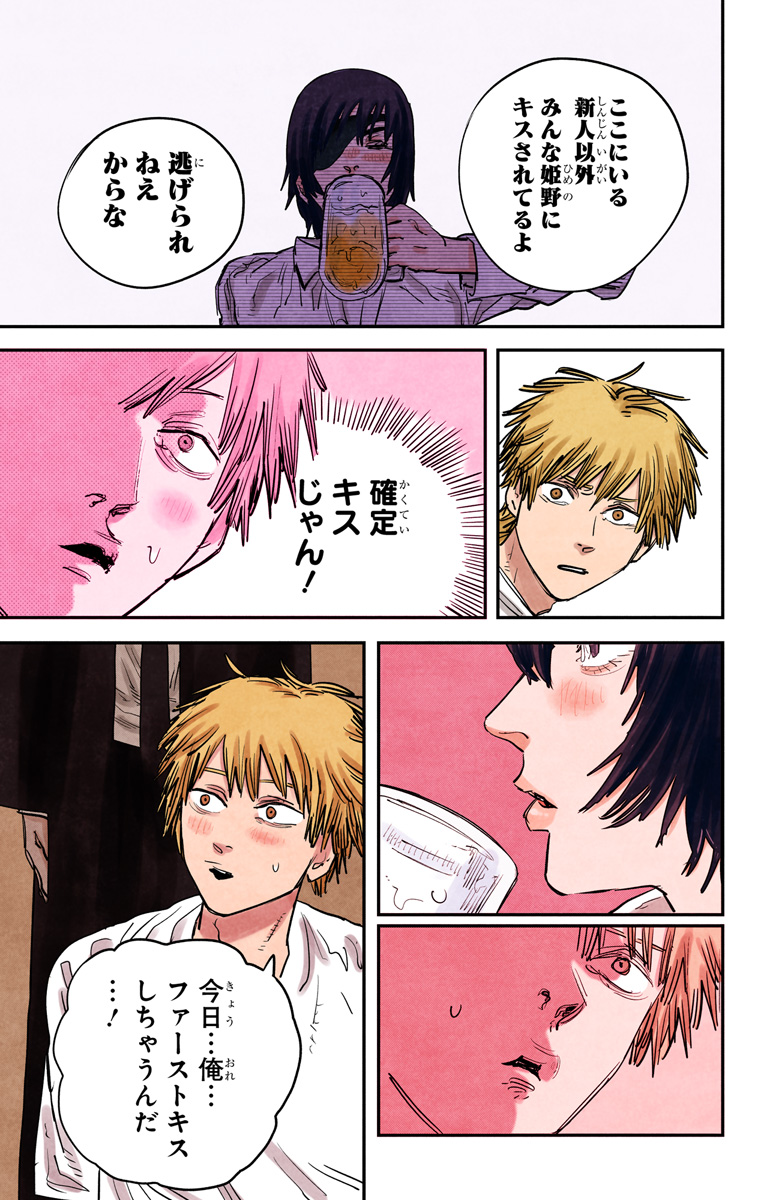 ここにいる
新人以外
みんな姫野に
キスされてるよ
逃げられ
ねえ
からな
確定
キス
じゃん！
今日…俺…
ファーストキス
しちゃうんだ
…！